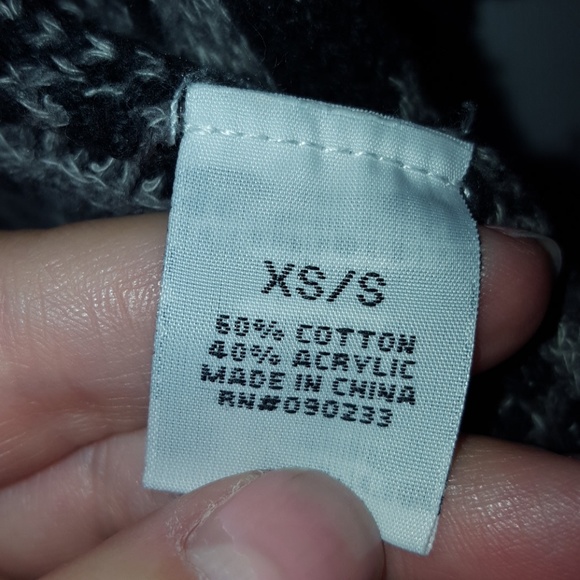 XS/S
60% COTTON
40% ACRYLIC
MADE IN CHINA
RN#090233